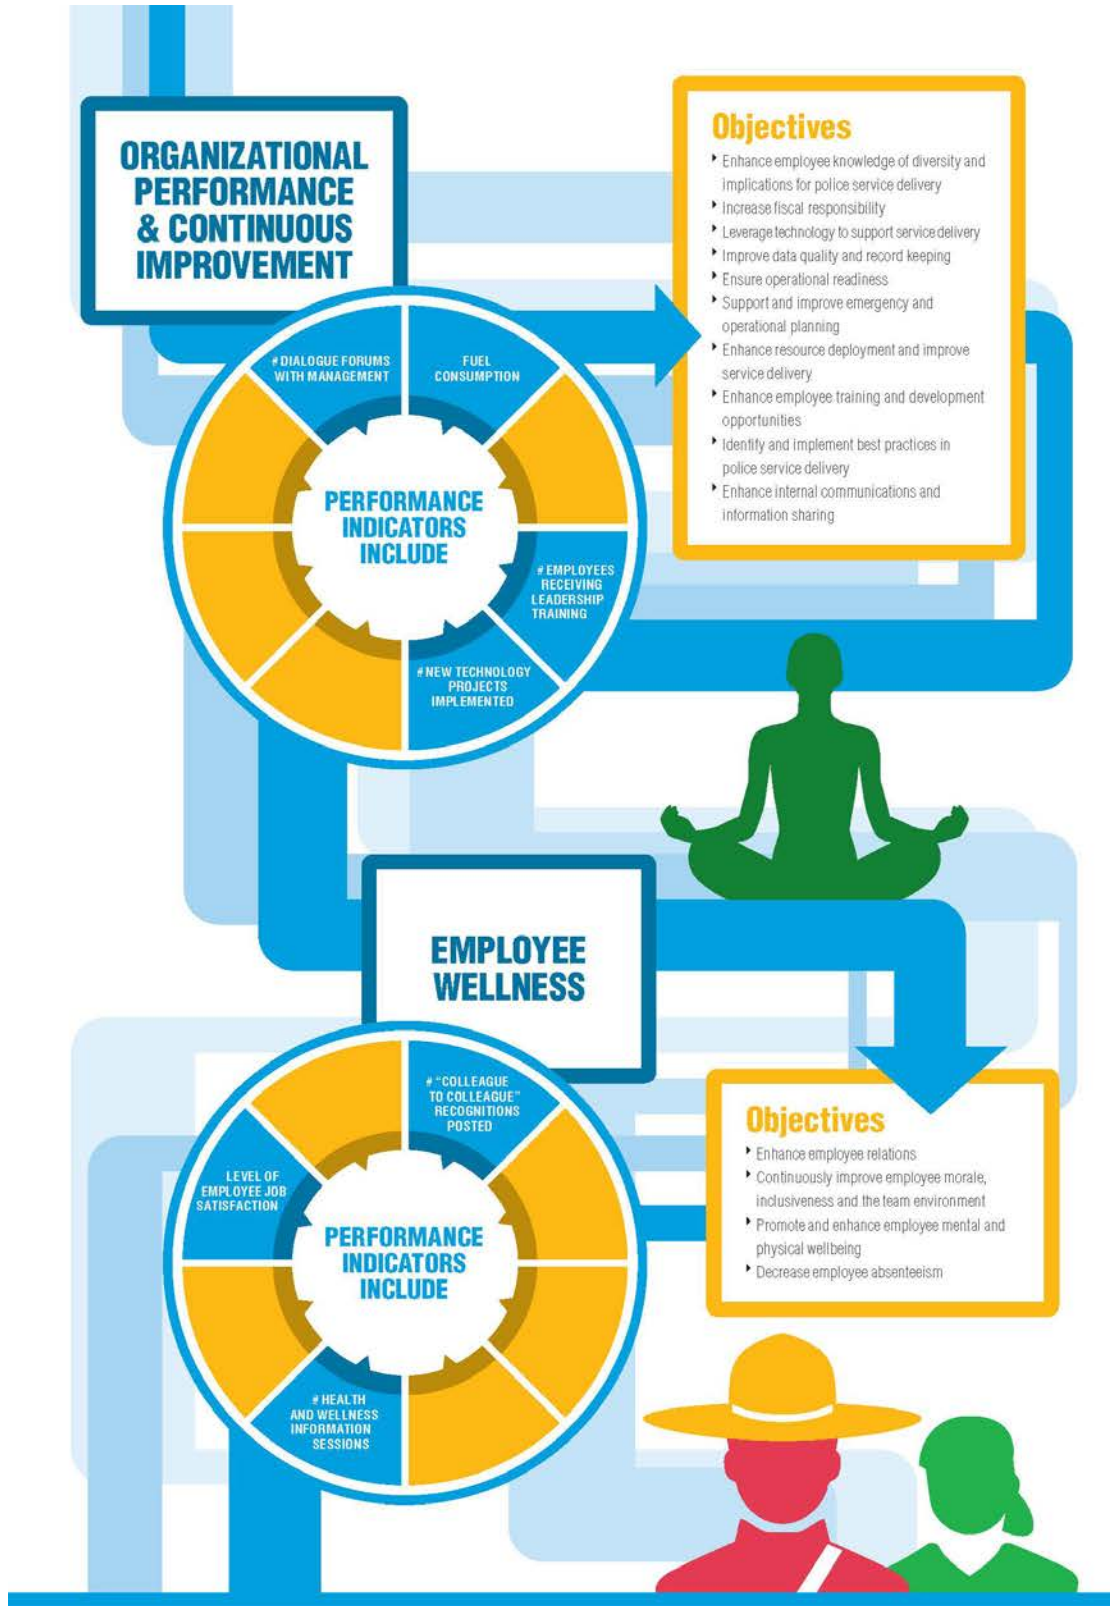 ORGANIZATIONAL
PERFORMANCE
& CONTINUOUS
IMPROVEMENT
# DIALOGUE FORUMS
WITH MANAGEMENT
FUEL
CONSUMPTION
# EMPLOYEES
RECEIVING
LEADERSHIP
TRAINING
# NEW TECHNOLOGY
PROJECTS
IMPLEMENTED
PERFORMANCE
INDICATORS
INCLUDE
Objectives
Enhance employee knowledge of diversity and
implications for police service delivery
Increase fiscal responsibility
Leverage technology to support service delivery
Improve data quality and record keeping
Ensure operational readiness
Support and improve emergency and
operational planning
Enhance resource deployment and improve
service delivery
Enhance employee training and development
opportunities
Identify and implement best practices in
police service delivery
Enhance internal communications and
information sharing
EMPLOYEE
WELLNESS
# "COLLEAGUE
TO COLLEAGUE"
RECOGNITIONS
POSTED
LEVEL OF
EMPLOYEE JOB
SATISFACTION
# HEALTH
AND WELLNESS
INFORMATION
SESSIONS
PERFORMANCE
INDICATORS
INCLUDE
Objectives
Enhance employee relations
Continuously improve employee morale,
inclusiveness and the team environment
Promote and enhance employee mental and
physical wellbeing
Decrease employee absenteeism